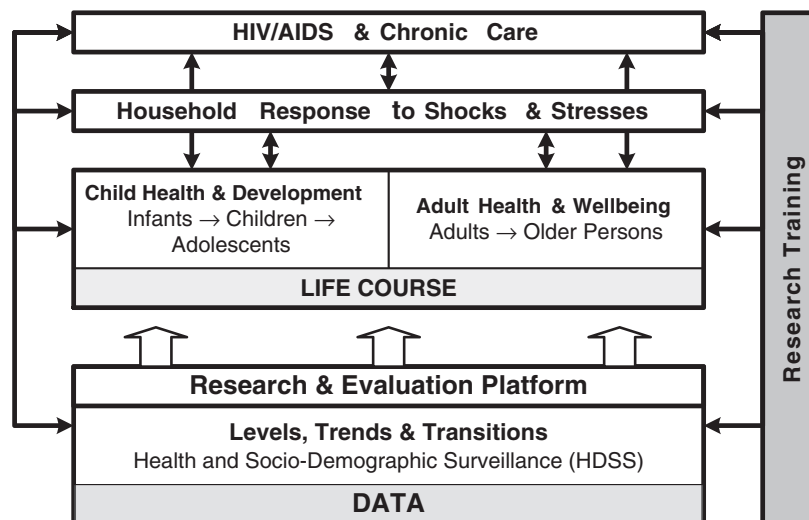 HIV/AIDS & Chronic Care
Household Response to Shocks & Stresses
Child Health & Development
Infants → Children →
Adolescents
Adult Health & Wellbeing
Adults → Older Persons
LIFE COURSE
Research & Evaluation Platform
Levels, Trends & Transitions
Health and Socio-Demographic Surveillance (HDSS)
DATA
Research Training